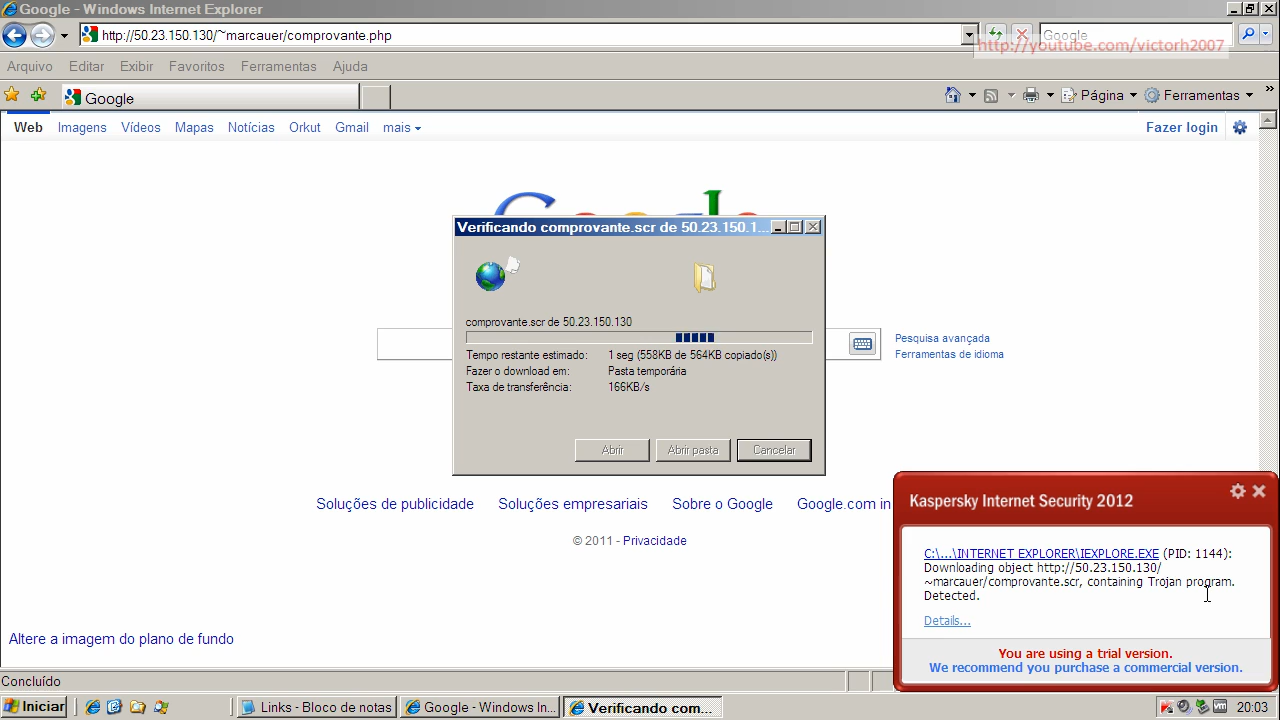 Google - Windows Internet Explorer
http://50.23.150.130/~marcauer/comprovante.php
Google
http://youtube.com/victorh2007
Arquivo Editar Exibir Favoritos Ferramentas Ajuda
Google
Página Ferramentas
Web Imagens Vídeos Mapas Notícias Orkut Gmail mais
Fazer login
Verificando comprovante.scr de 50.23.150.1...
comprovante.scr de 50.23.150.130
Tempo restante estimado: 1 seg (558KB de 564KB copiado(s))
Fazer o download em: Pasta temporária
Taxa de transferência: 166KB/s
Abrir Abrir pasta Cancelar
Pesquisa avançada
Ferramentas de idioma
Soluções de publicidade Soluções empresariais Sobre o Google Google.com in
© 2011 - Privacidade
Altere a imagem do plano de fundo
Kaspersky Internet Security 2012
C:\...\INTERNET EXPLORER\IEXPLORE.EXE (PID: 1144):
Downloading object http://50.23.150.130/
~marcauer/comprovante.scr, containing Trojan program.
Detected.
Details...
You are using a trial version.
We recommend you purchase a commercial version.
Concluído
Iniciar
Links - Bloco de notas
Google - Windows In...
Verificando com...
20:03